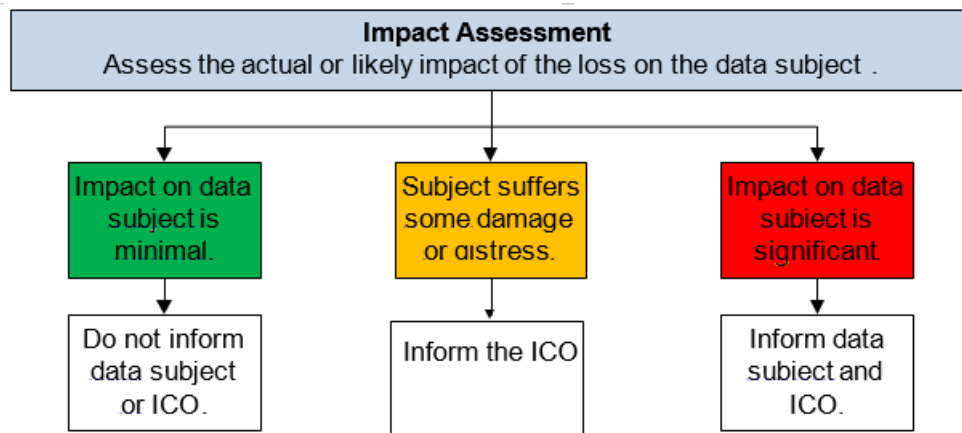 Impact Assessment
Assess the actual or likely impact of the loss on the data subject .
Impact on data
subject is
minimal.
Subject suffers
some damage
or distress.
Impact on data
subject is
significant.
Do not inform
data subject
or ICO.
Inform the ICO
Inform data
subject and
ICO.